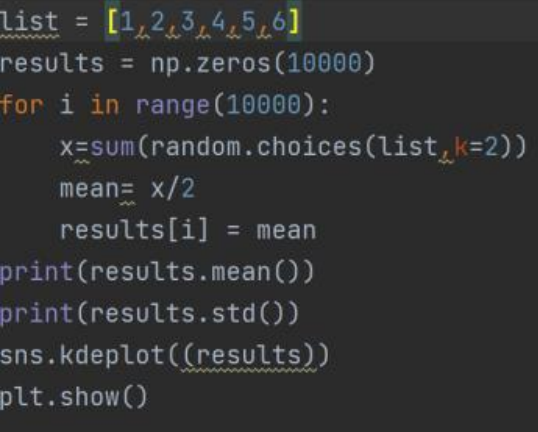 list = [1,2,3,4,5,6]
results = np.zeros(10000)
for i in range(10000):
    x=sum(random.choices(list,k=2))
    mean= x/2
    results[i] = mean
print(results.mean())
print(results.std())
sns.kdeplot((results))
plt.show()